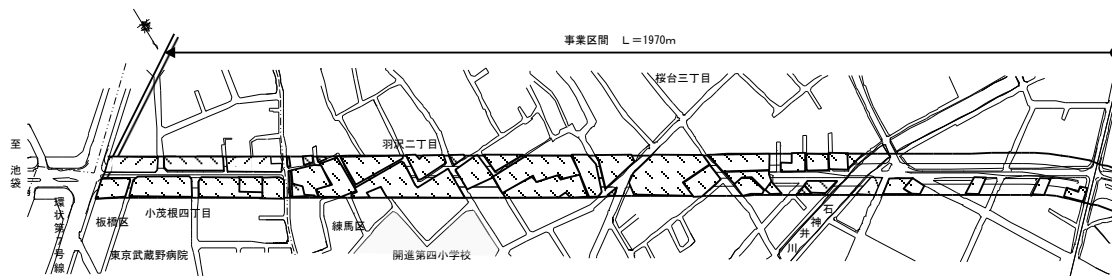 事業区間 L=1970m
桜台三丁目
羽沢二丁目
至 池袋
環状第7号線
板橋区
小茂根四丁目
東京武蔵野病院
練馬区
開進第四小学校
石神井川